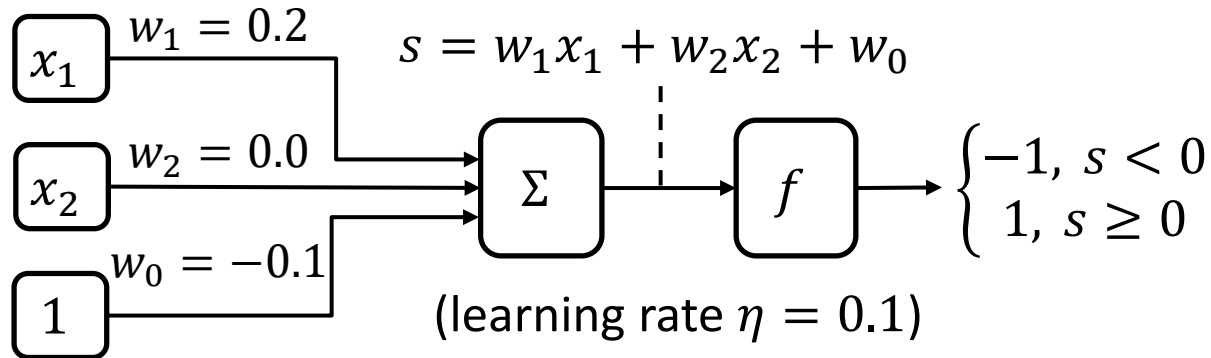 x₁
w₁ = 0.2
s = w₁x₁ + w₂x₂ + w₀
x₂
w₂ = 0.0
Σ
f
−1, s < 0
1, s ≥ 0
w₀ = −0.1
1
(learning rate η = 0.1)